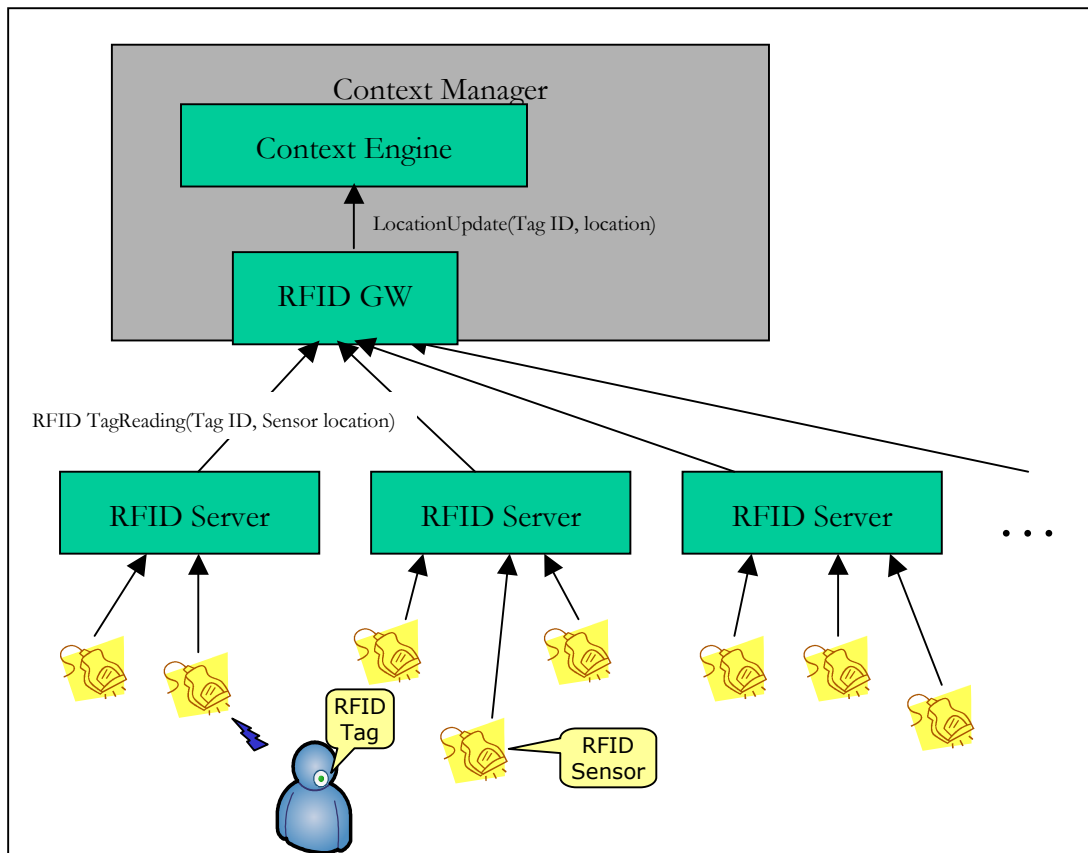 Context Manager
Context Engine
LocationUpdate(Tag ID, location)
RFID GW
RFID TagReading(Tag ID, Sensor location)
RFID Server
RFID Server
RFID Server
. . .
RFID
Tag
RFID
Sensor